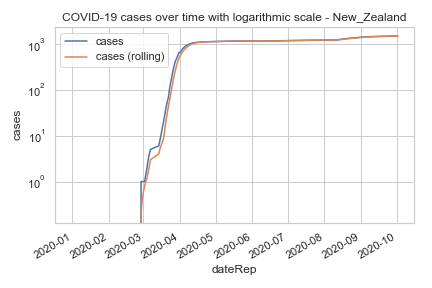 COVID-19 cases over time with logarithmic scale - New_Zealand
cases
cases (rolling)
10³
10²
10¹
10⁰
cases
2020-01
2020-02
2020-03
2020-04
2020-05
2020-06
2020-07
2020-08
2020-09
2020-10
dateRep